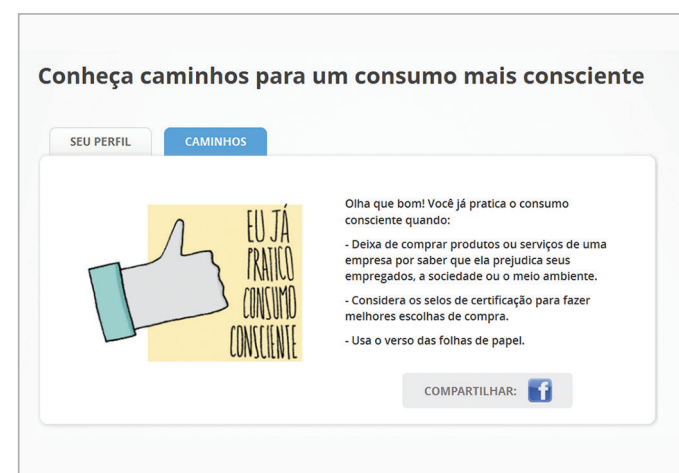 Conheça caminhos para um consumo mais consciente
SEU PERFIL
CAMINHOS
EU JÁ
PRATICO
CONSUMO
CONSCIENTE
Olha que bom! Você já pratica o consumo
consciente quando:
- Deixa de comprar produtos ou serviços de uma
empresa por saber que ela prejudica seus
empregados, a sociedade ou o meio ambiente.
- Considera os selos de certificação para fazer
melhores escolhas de compra.
- Usa o verso das folhas de papel.
COMPARTILHAR:
f